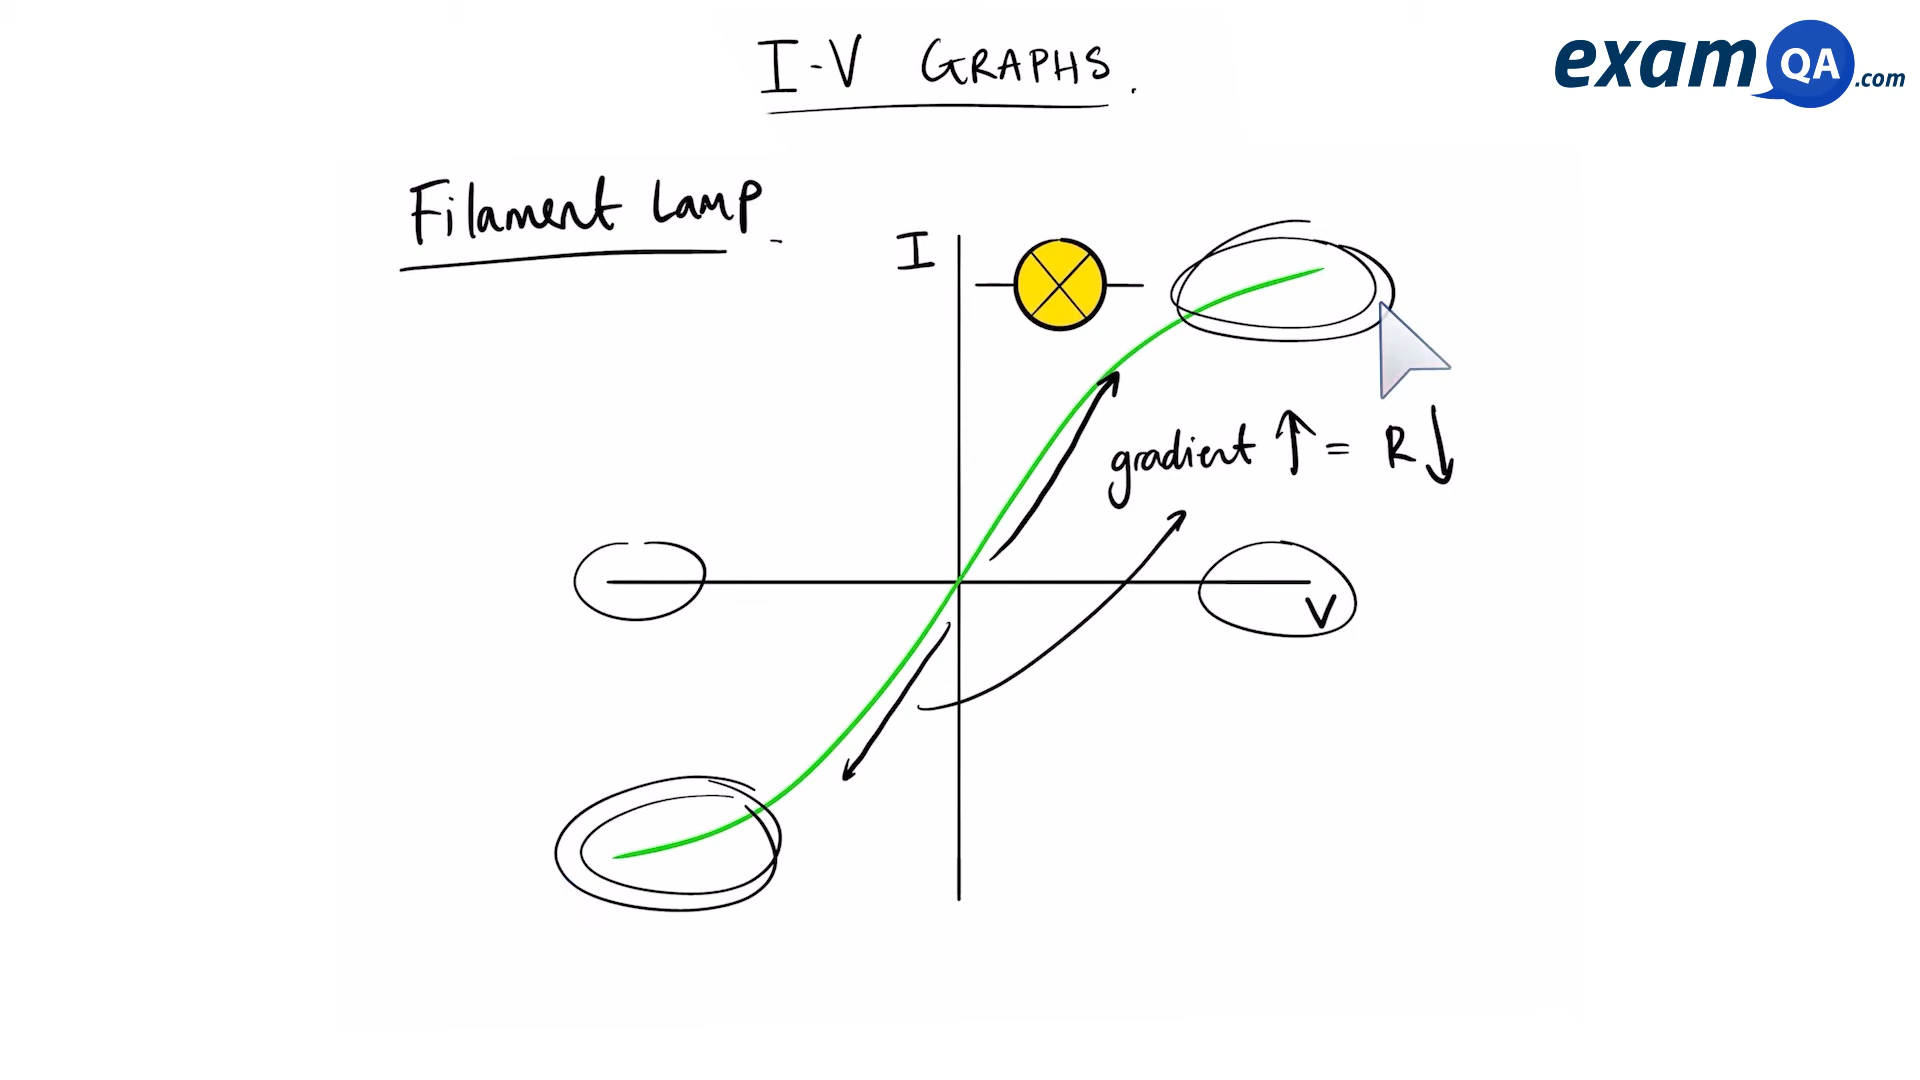 I-V GRAPHS.
examQA.com
Filament Lamp.
I
gradient ↑ = R ↓
V